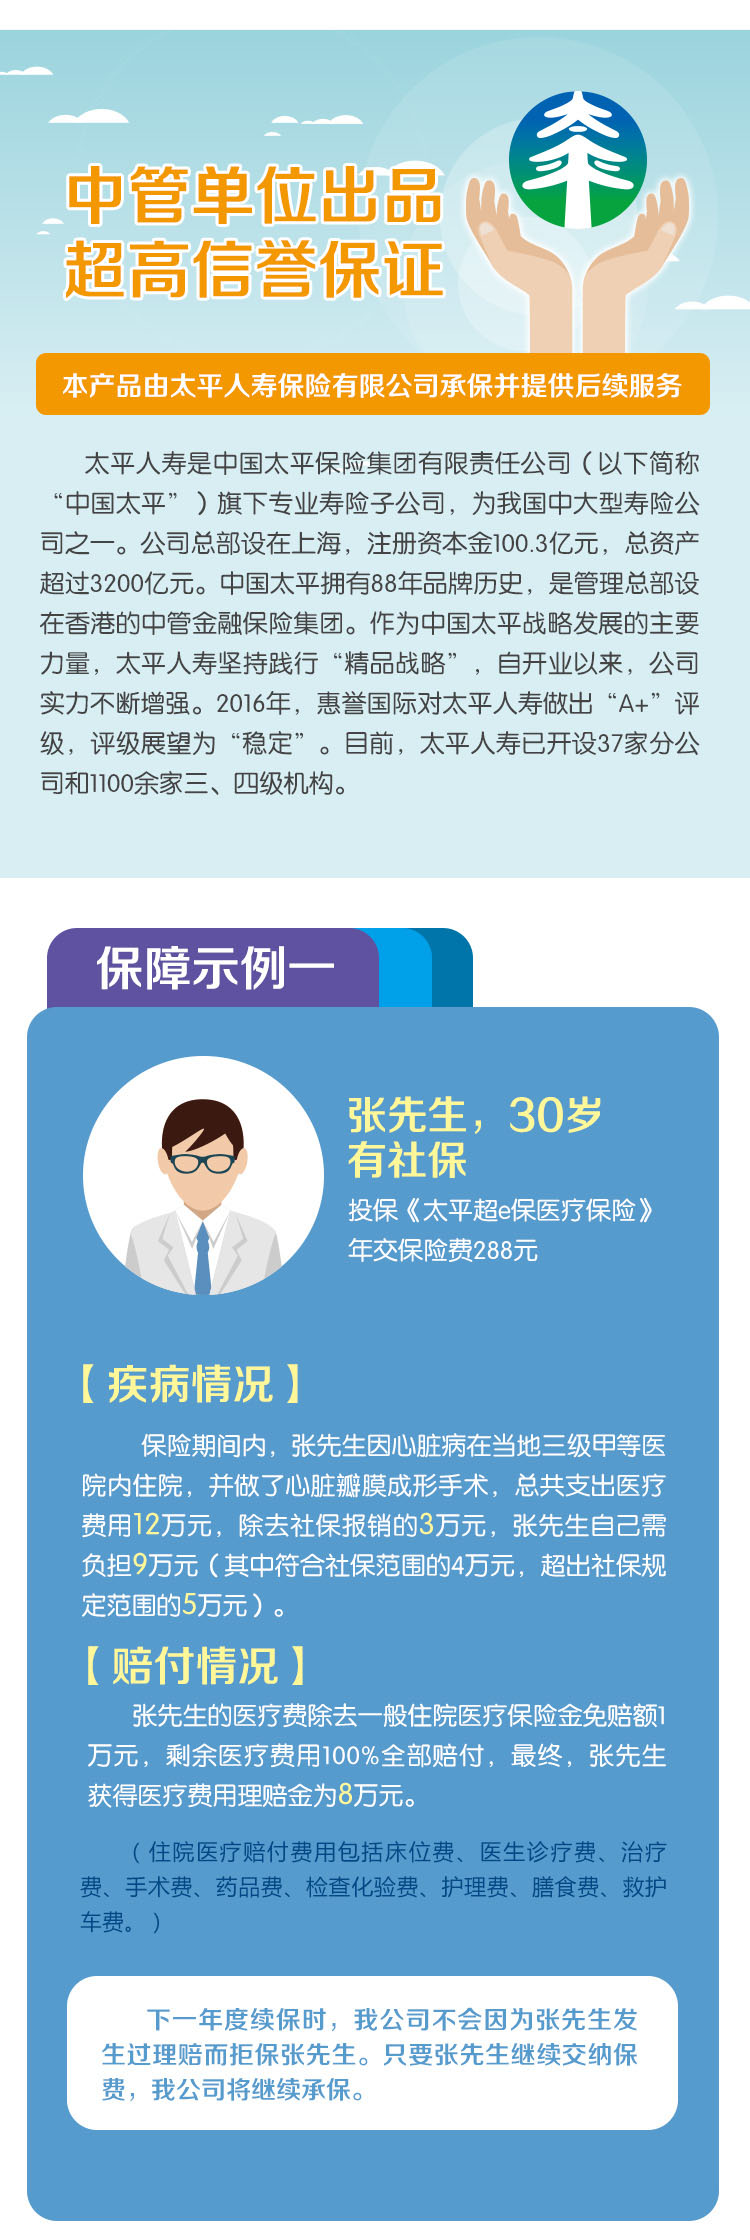 中管单位出品
超高信誉保证
本产品由太平人寿保险有限公司承保并提供后续服务
太平人寿是中国太平保险集团有限责任公司（以下简称
“中国太平”）旗下专业寿险子公司，为我国中大型寿险公
司之一。公司总部设在上海，注册资本金100.3亿元，总资产
超过3200亿元。中国太平拥有88年品牌历史，是管理总部设
在香港的中管金融保险集团。作为中国太平战略发展的主要
力量，太平人寿坚持践行“精品战略”，自开业以来，公司
实力不断增强。2016年，惠誉国际对太平人寿做出“A+”评
级，评级展望为“稳定”。目前，太平人寿已开设37家分公
司和1100余家三、四级机构。
保障示例一
张先生，30岁
有社保
投保《太平超e保医疗保险》
年交保险费288元
【疾病情况】
保险期间内，张先生因心脏病在当地三级甲等医
院内住院，并做了心脏瓣膜成形手术，总共支出医疗
费用12万元，除去社保报销的3万元，张先生自己需
负担9万元（其中符合社保范围的4万元，超出社保规
定范围的5万元）。
【赔付情况】
张先生的医疗费除去一般住院医疗保险金免赔额1
万元，剩余医疗费用100%全部赔付，最终，张先生
获得医疗费用理赔金为8万元。
（住院医疗赔付费用包括床位费、医生诊疗费、治疗
费、手术费、药品费、检查化验费、护理费、膳食费、救护
车费。）
下一年度续保时，我公司不会因为张先生发
生过理赔而拒保张先生。只要张先生继续交纳保
费，我公司将继续承保。